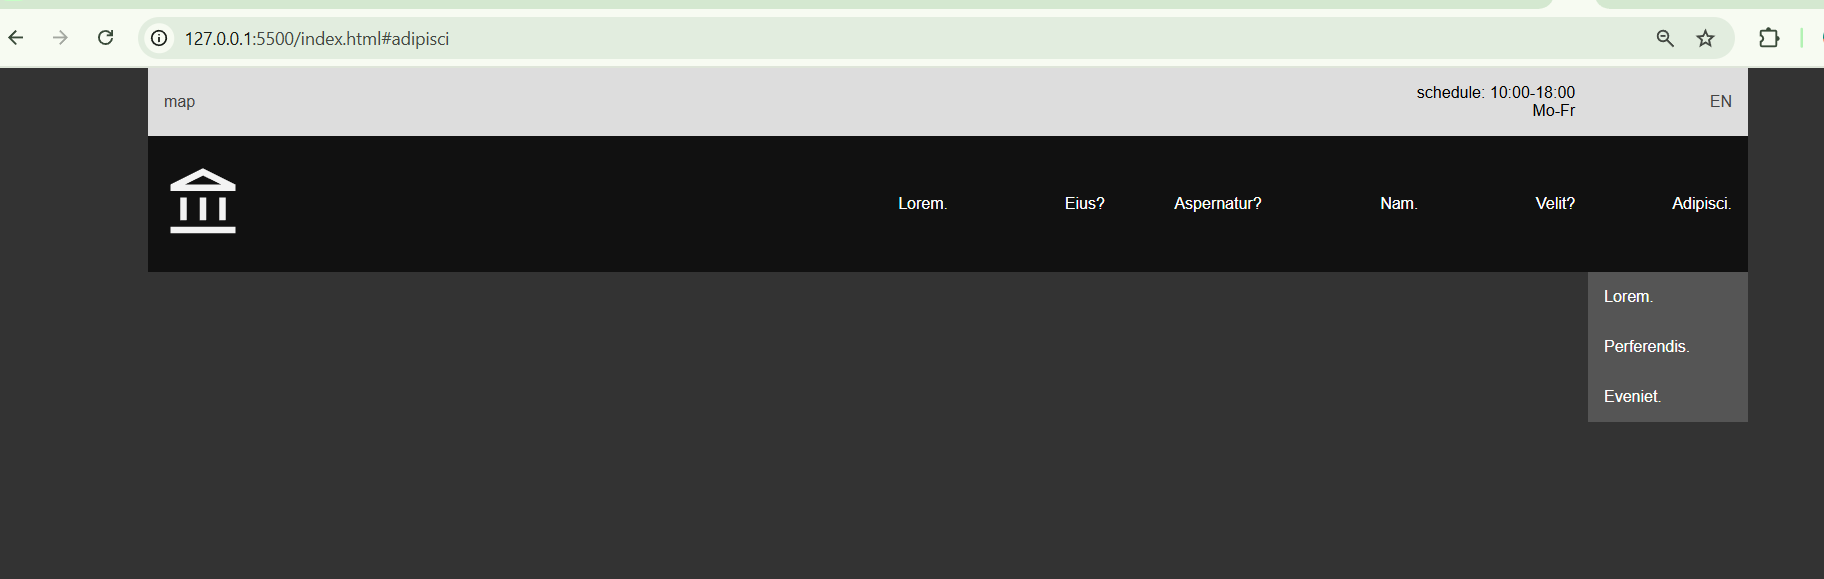 127.0.0.1:5500/index.html#adipisci
map
schedule: 10:00-18:00
Mo-Fr
EN
Lorem.
Eius?
Aspernatur?
Nam.
Velit?
Adipisci.
Lorem.
Perferendis.
Eveniet.